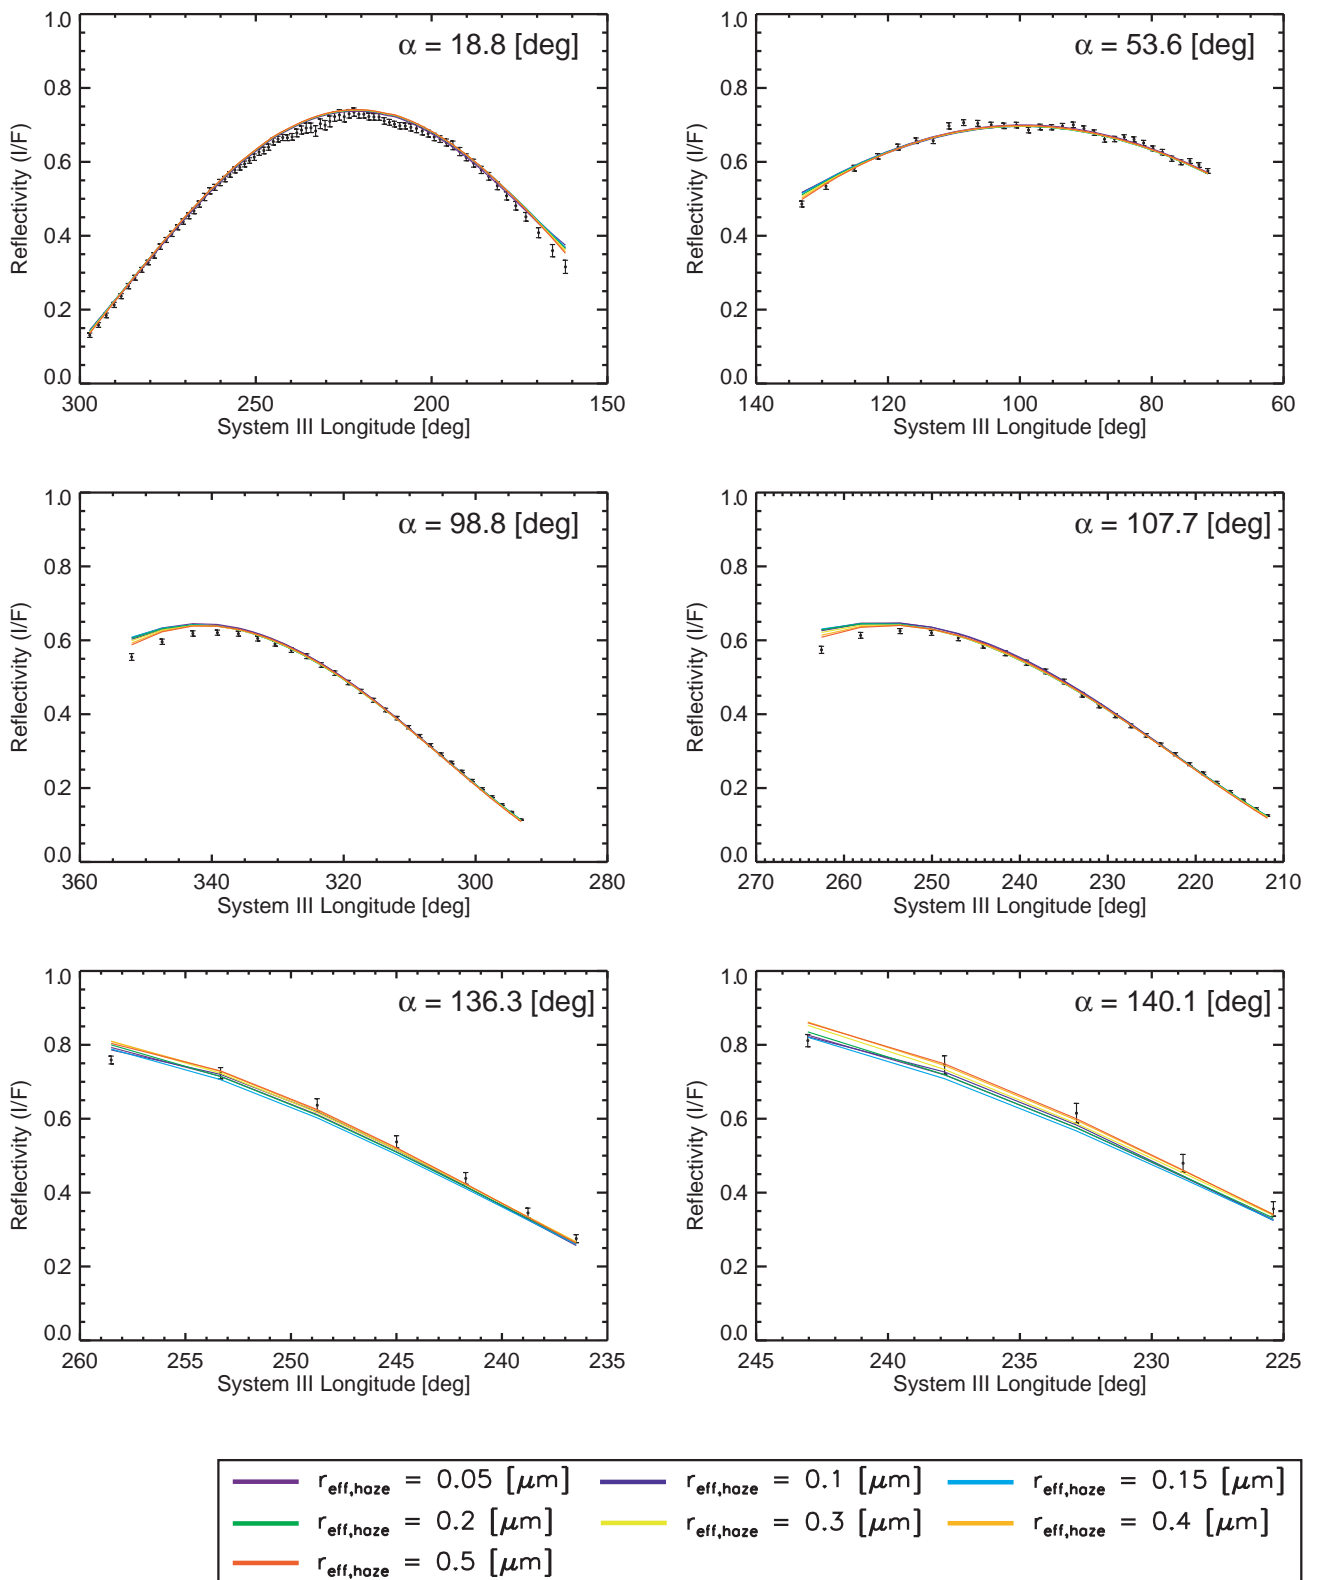 α = 18.8 [deg]
Reflectivity (I/F)
1.0
0.8
0.6
0.4
0.2
0.0
300 250 200 150
System III Longitude [deg]
α = 53.6 [deg]
Reflectivity (I/F)
1.0
0.8
0.6
0.4
0.2
0.0
140 120 100 80 60
System III Longitude [deg]
α = 98.8 [deg]
Reflectivity (I/F)
1.0
0.8
0.6
0.4
0.2
0.0
360 340 320 300 280
System III Longitude [deg]
α = 107.7 [deg]
Reflectivity (I/F)
1.0
0.8
0.6
0.4
0.2
0.0
270 260 250 240 230 220 210
System III Longitude [deg]
α = 136.3 [deg]
Reflectivity (I/F)
1.0
0.8
0.6
0.4
0.2
0.0
260 255 250 245 240 235
System III Longitude [deg]
α = 140.1 [deg]
Reflectivity (I/F)
1.0
0.8
0.6
0.4
0.2
0.0
245 240 235 230 225
System III Longitude [deg]
r eff,haze = 0.05 [μm] r eff,haze = 0.1 [μm] r eff,haze = 0.15 [μm]
r eff,haze = 0.2 [μm] r eff,haze = 0.3 [μm] r eff,haze = 0.4 [μm]
r eff,haze = 0.5 [μm]